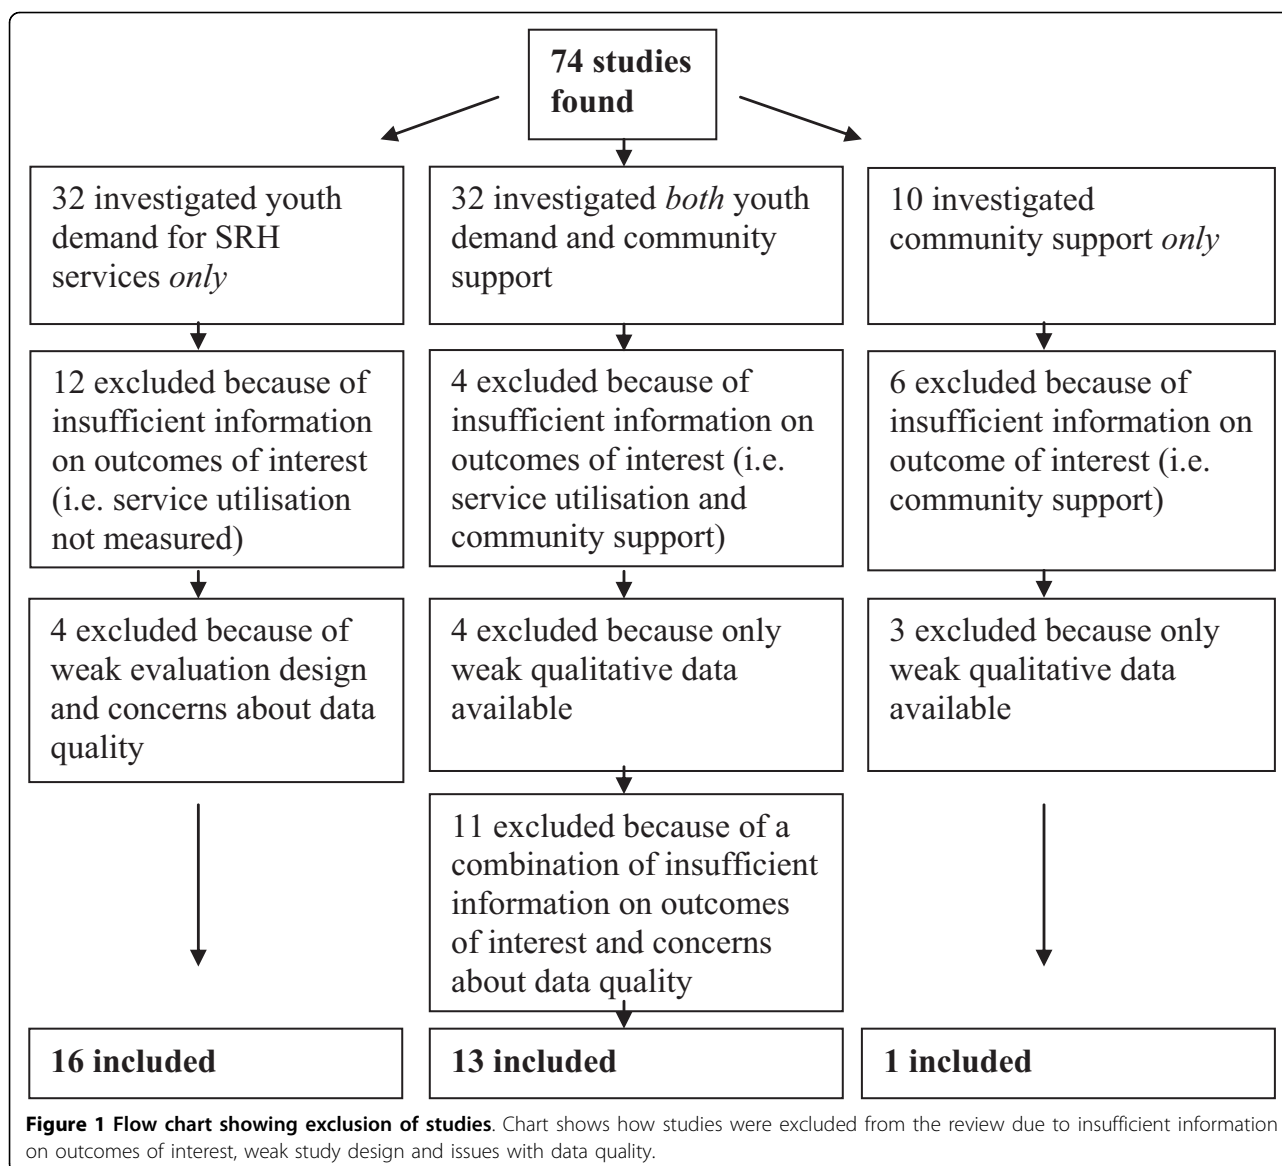 74 studies
found
32 investigated youth
demand for SRH
services only
32 investigated both youth
demand and community
support
10 investigated
community support only
12 excluded because of
insufficient information
on outcomes of interest
(i.e. service utilisation
not measured)
4 excluded because of
insufficient information on
outcomes of interest (i.e.
service utilisation and
community support)
6 excluded because of
insufficient information on
outcome of interest (i.e.
community support)
4 excluded because of
weak evaluation design
and concerns about data
quality
4 excluded because only
weak qualitative data
available
3 excluded because only
weak qualitative data
available
11 excluded because of a
combination of insufficient
information on outcomes
of interest and concerns
about data quality
16 included
13 included
1 included
Figure 1 Flow chart showing exclusion of studies. Chart shows how studies were excluded from the review due to insufficient information
on outcomes of interest, weak study design and issues with data quality.